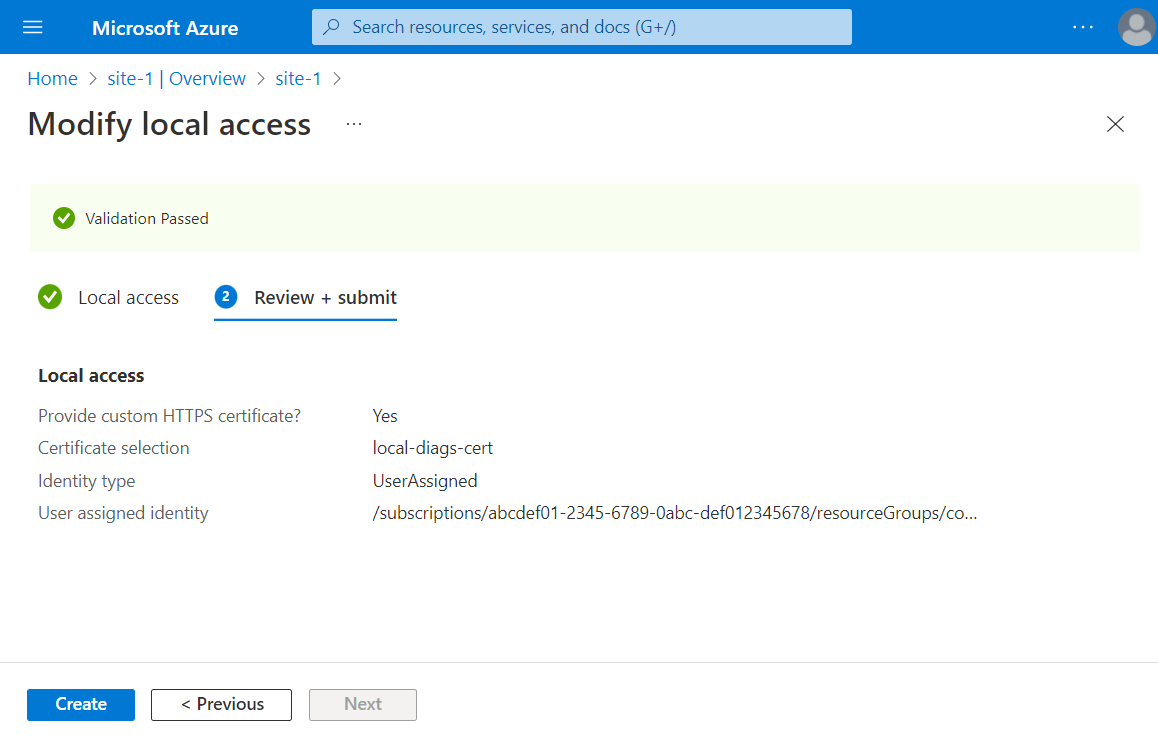 Microsoft Azure
Search resources, services, and docs (G+/)
...
Home > site-1 | Overview > site-1 >
Modify local access ...
Validation Passed
Local access
2 Review + submit
Local access
Provide custom HTTPS certificate? Yes
Certificate selection local-diags-cert
Identity type UserAssigned
User assigned identity /subscriptions/abcdef01-2345-6789-0abc-def012345678/resourceGroups/co...
Create < Previous Next